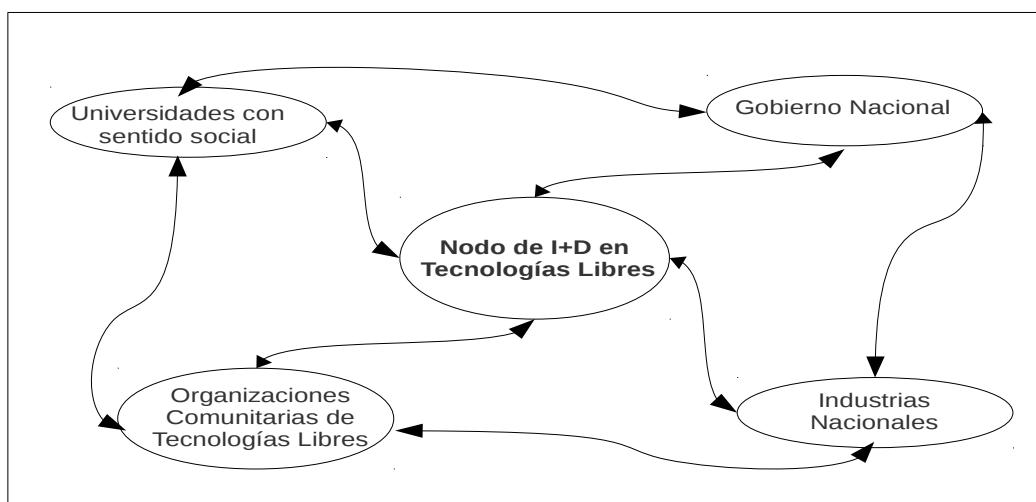 Universidades con
sentido social
Gobierno Nacional
Nodo de I+D en
Tecnologías Libres
Organizaciones
Comunitarias de
Tecnologías Libres
Industrias
Nacionales